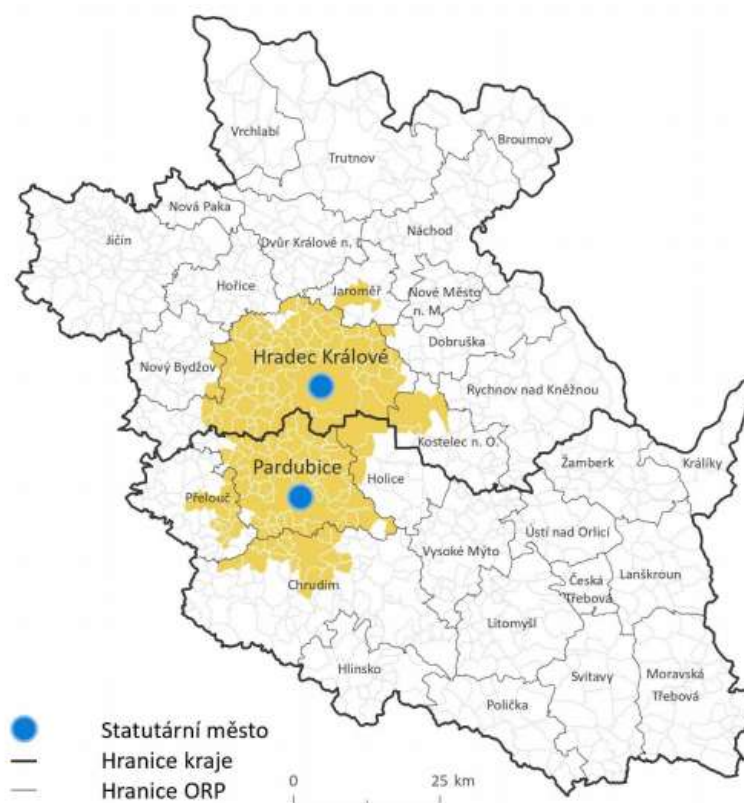 Vrchlabí
Broumov
Trutnov
Nová Paka
Jičín
Dvůr Králové n. L
Náchod
Hořice
Jaroměř
Nové Město
n. M.
Dobruška
Nový Bydžov
Hradec Králové
Rychnov nad Kněžnou
Kostelec n. O.
Pardubice
Žamberk
Králíky
Přelouč
Holice
Ústí nad Orlicí
Vysoké Mýto
Česká
Třebová
Lanškroun
Chrudim
Litomyšl
Hlinsko
Svitavy
Moravská
Třebová
Polička
Statutární město
Hranice kraje
Hranice ORP
0 25 km